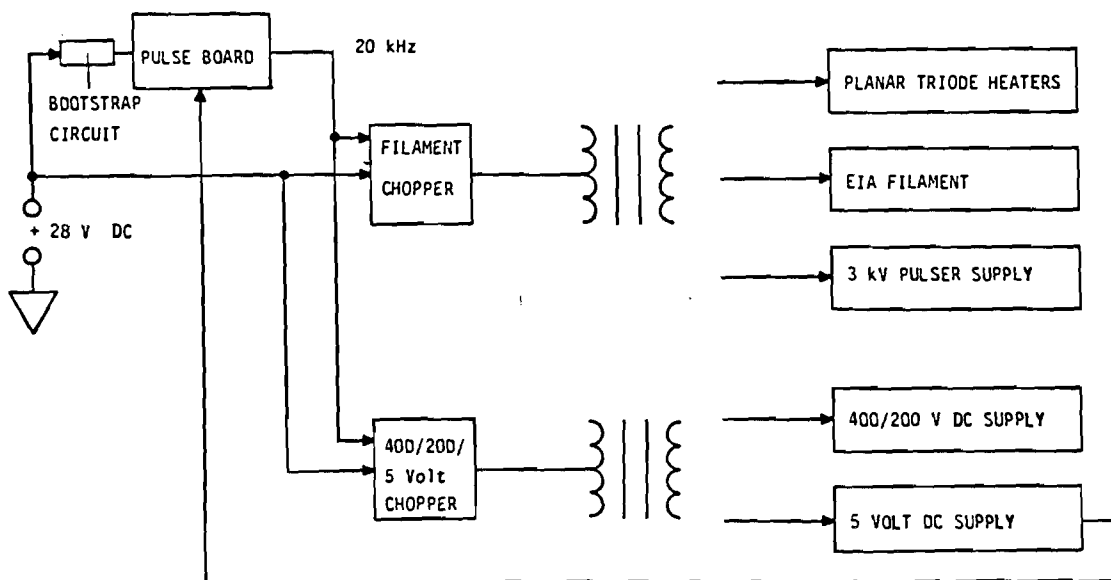 20 kHz
PULSE BOARD
BOOTSTRAP
CIRCUIT
+ 28 V DC
FILAMENT
CHOPPER
PLANAR TRIODE HEATERS
EIA FILAMENT
3 kV PULSER SUPPLY
400/200/
5 Volt
CHOPPER
400/200 V DC SUPPLY
5 VOLT DC SUPPLY